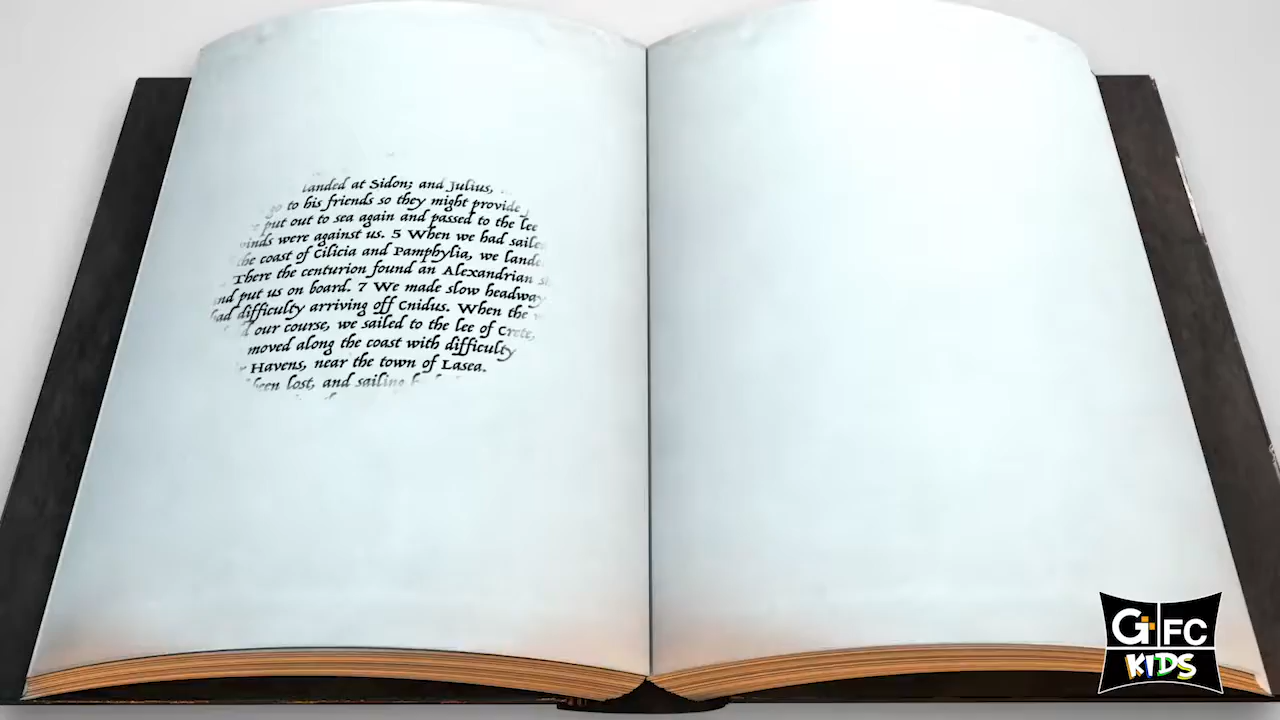 landed at Sidon; and Julius,
go to his friends so they might provide
put out to sea again and passed to the lee
winds were against us. 5 When we had sailed
the coast of Cilicia and Pamphylia, we landed
There the centurion found an Alexandrian
and put us on board. 7 We made slow headway
had difficulty arriving off Cnidus. When the
our course, we sailed to the lee of Crete,
moved along the coast with difficulty
Havens, near the town of Lasea.
been lost, and sailing
GFC
KIDS